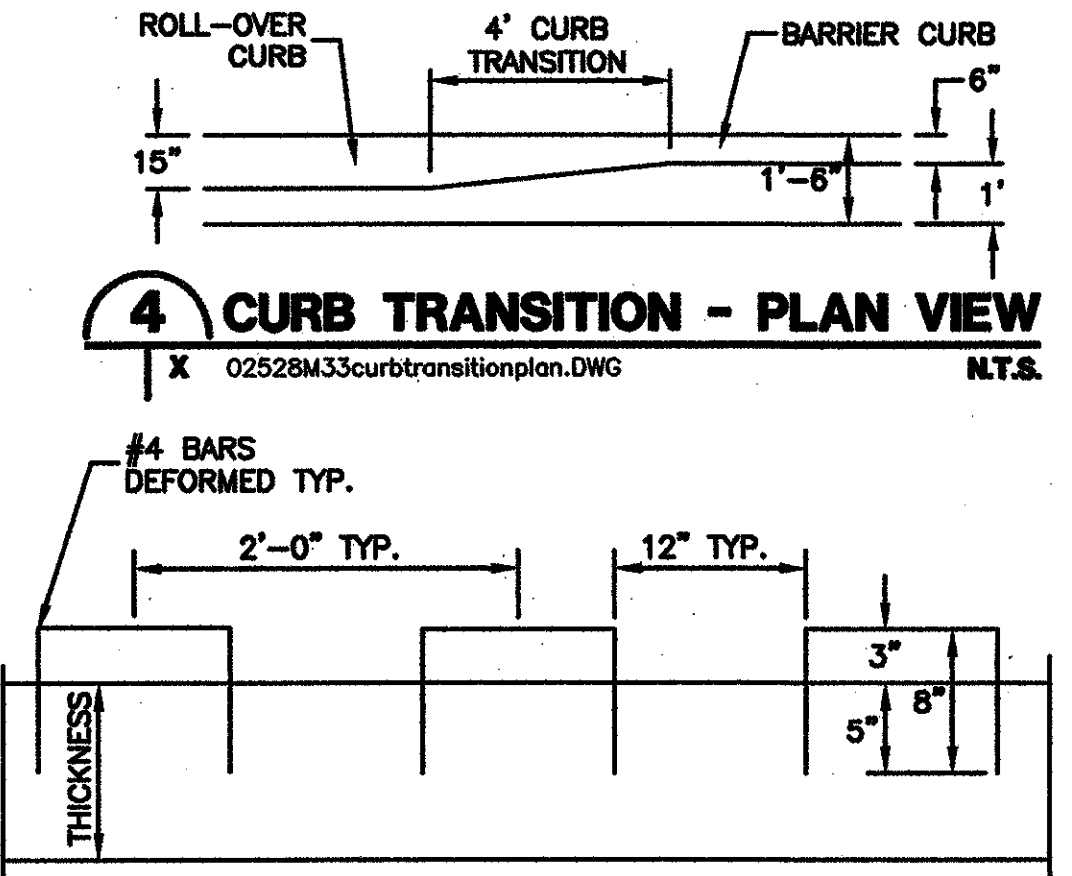 ROLL-OVER
CURB
4' CURB
TRANSITION
BARRIER CURB
6"
15"
1'-6"
1'
4 CURB TRANSITION - PLAN VIEW
X 02528M33curbtransitionplan.DWG N.T.S.
#4 BARS
DEFORMED TYP.
2'-0" TYP.
12" TYP.
3"
8"
5"
THICKNESS